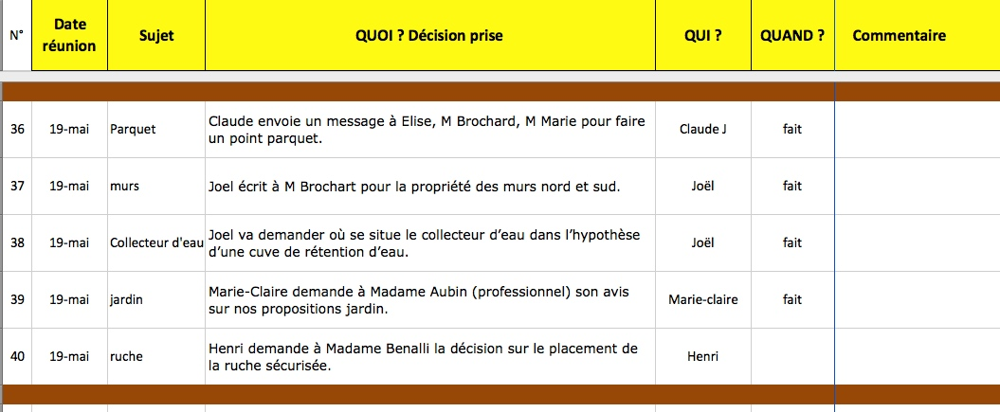 N° Date réunion Sujet QUOI ? Décision prise QUI ? QUAND ? Commentaire
36 19-mai Parquet Claude envoie un message à Elise, M Brochard, M Marie pour faire Claude J fait
un point parquet.
37 19-mai murs Joel écrit à M Brochart pour la propriété des murs nord et sud. Joël fait
38 19-mai Collecteur d'eau Joel va demander où se situe le collecteur d’eau dans l’hypothèse Joël fait
d’une cuve de rétention d’eau.
39 19-mai jardin Marie-Claire demande à Madame Aubin (professionnel) son avis Marie-claire fait
sur nos propositions jardin.
40 19-mai ruche Henri demande à Madame Benalli la décision sur le placement de Henri
la ruche sécurisée.